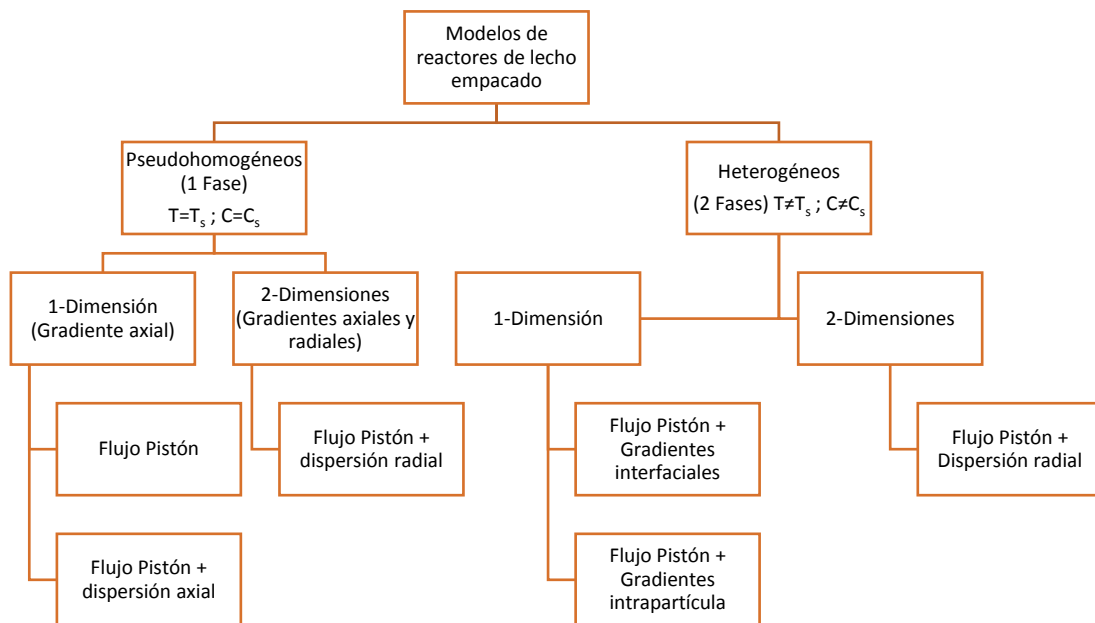 Modelos de
reactores de lecho
empacado
Pseudohomogéneos
(1 Fase)
T=Ts ; C=Cs
Heterogéneos
(2 Fases) T≠Ts ; C≠Cs
1-Dimensión
(Gradiente axial)
2-Dimensiones
(Gradientes axiales y
radiales)
1-Dimensión
2-Dimensiones
Flujo Pistón
Flujo Pistón +
dispersión radial
Flujo Pistón +
Gradientes
interfaciales
Flujo Pistón +
Dispersión radial
Flujo Pistón +
dispersión axial
Flujo Pistón +
Gradientes
intrapartícula